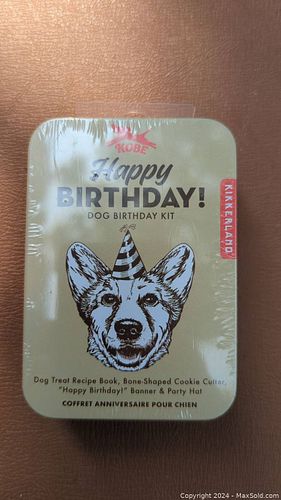 KOBE
Happy
BIRTHDAY!
DOG BIRTHDAY KIT
KIKKERLAND
Dog Treat Recipe Book, Bone-Shaped Cookie Cutter,
"Happy Birthday!" Banner & Party Hat
COFFRET ANNIVERSAIRE POUR CHIEN
Copyright 2024 - MaxSold.com